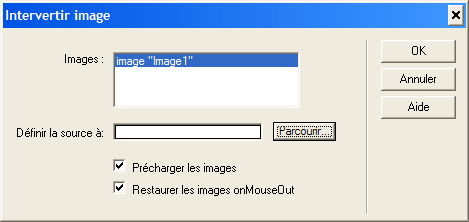 Intervertir image
Images :
image "Image1"
OK
Annuler
Aide
Définir la source à:
Parcourir...
Précharger les images
Restaurer les images onMouseOut